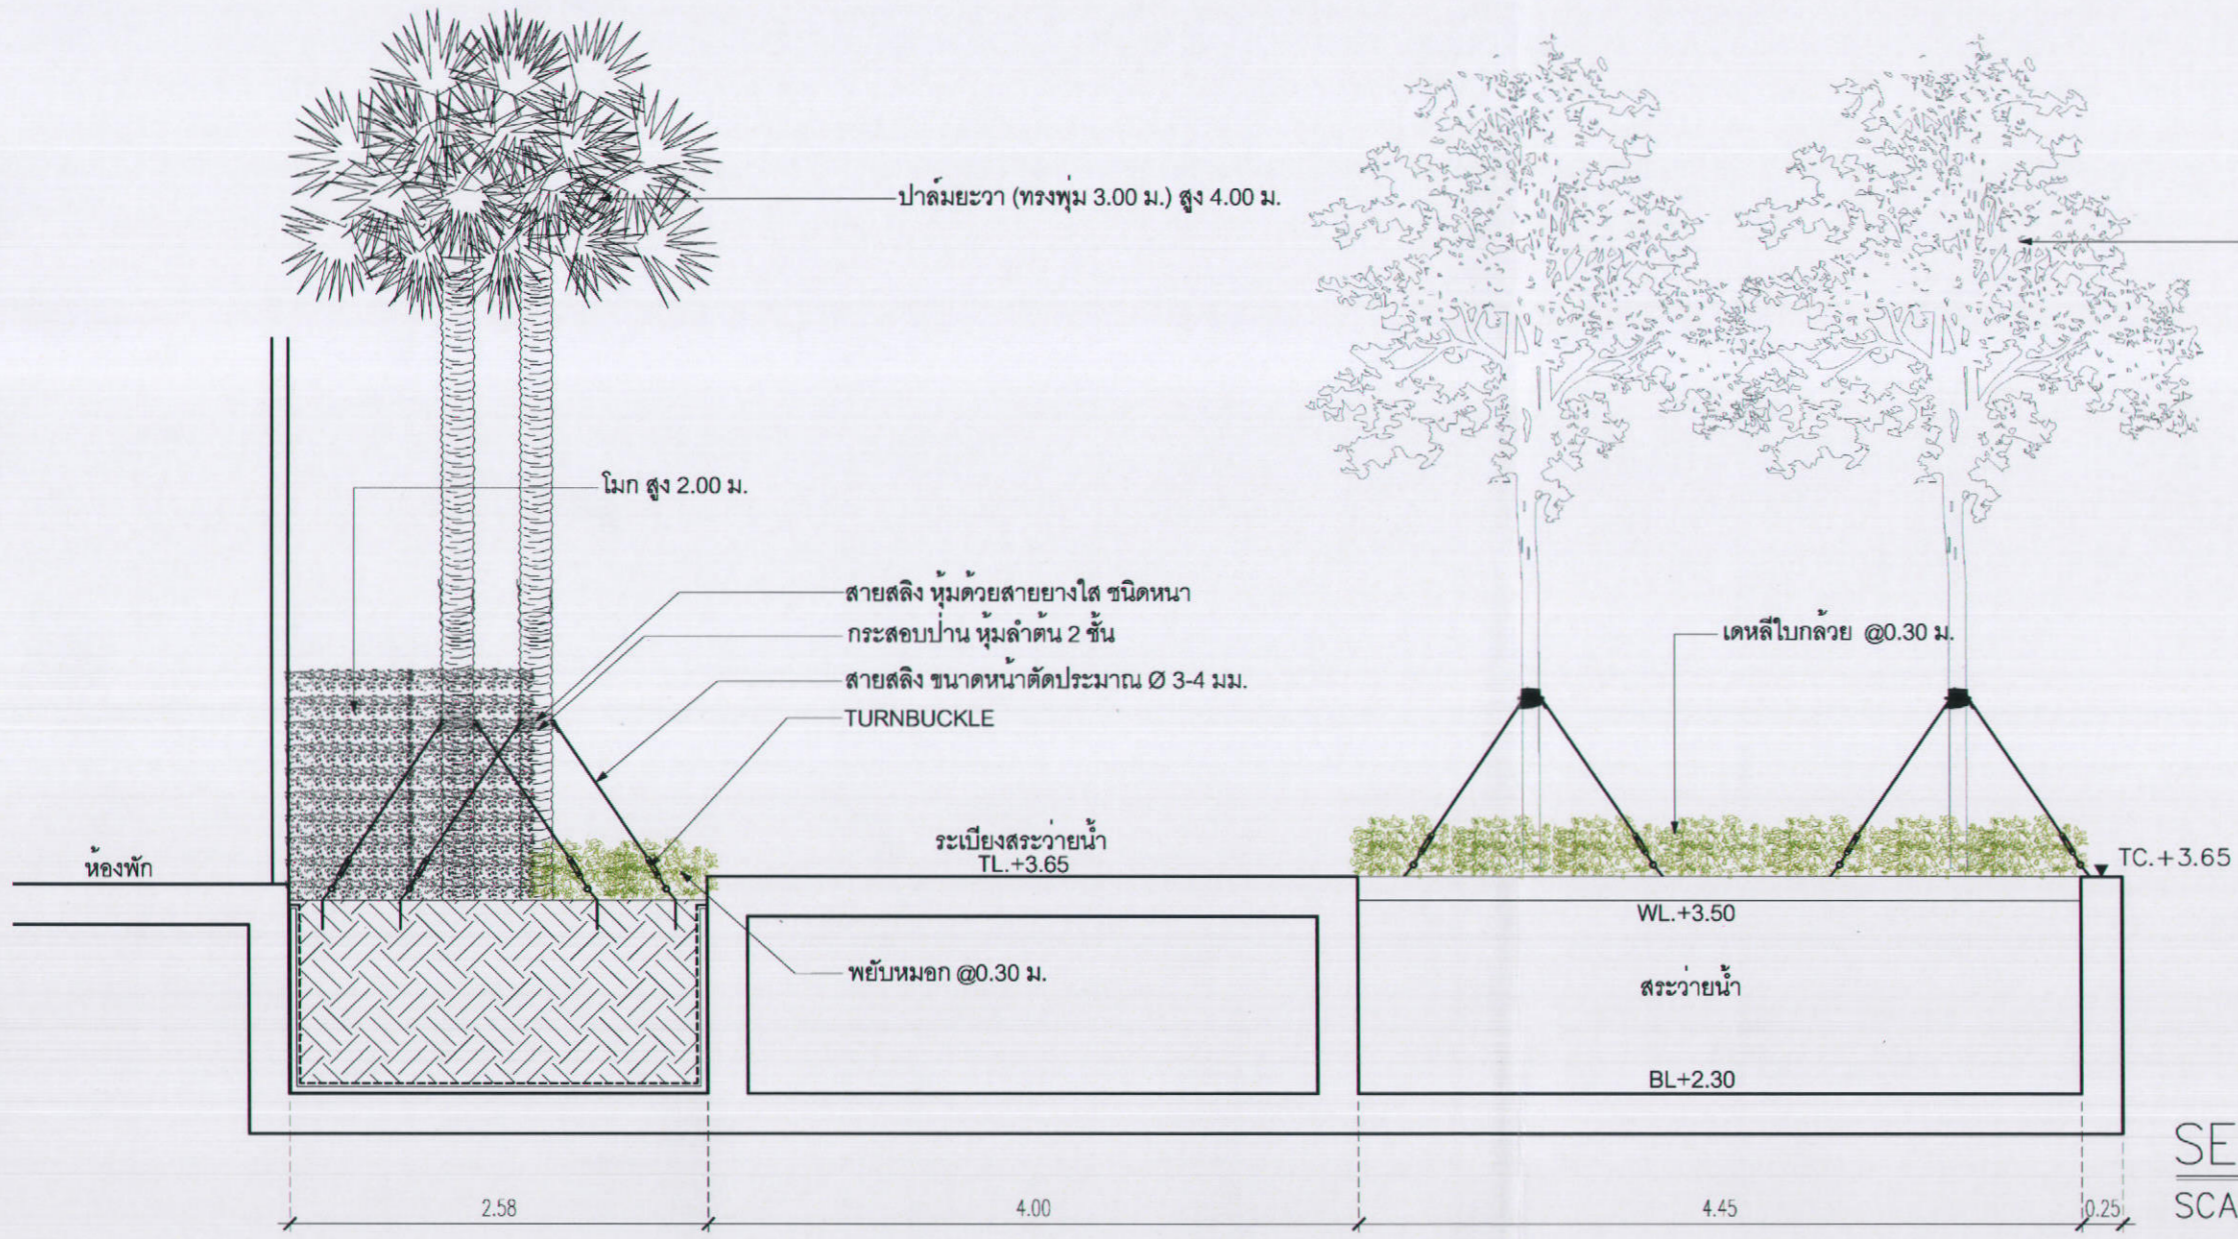 ปาล์มยะวา (ทรงพุ่ม 3.00 ม.) สูง 4.00 ม.
โมก สูง 2.00 ม.
สายสลิง หุ้มด้วยสายยางใส ชนิดหนา
กระสอบป่าน หุ้มลำต้น 2 ชั้น
สายสลิง ขนาดหน้าตัดประมาณ Ø 3-4 มม.
TURNBUCKLE
เดหลีใบกล้วย @0.30 ม.
ห้องพัก
ระเบียงสระว่ายน้ำ
TL.+3.65
TC.+3.65
WL.+3.50
พยับหมอก @0.30 ม.
สระว่ายน้ำ
BL+2.30
SE
SCA
2.58
4.00
4.45
0.25